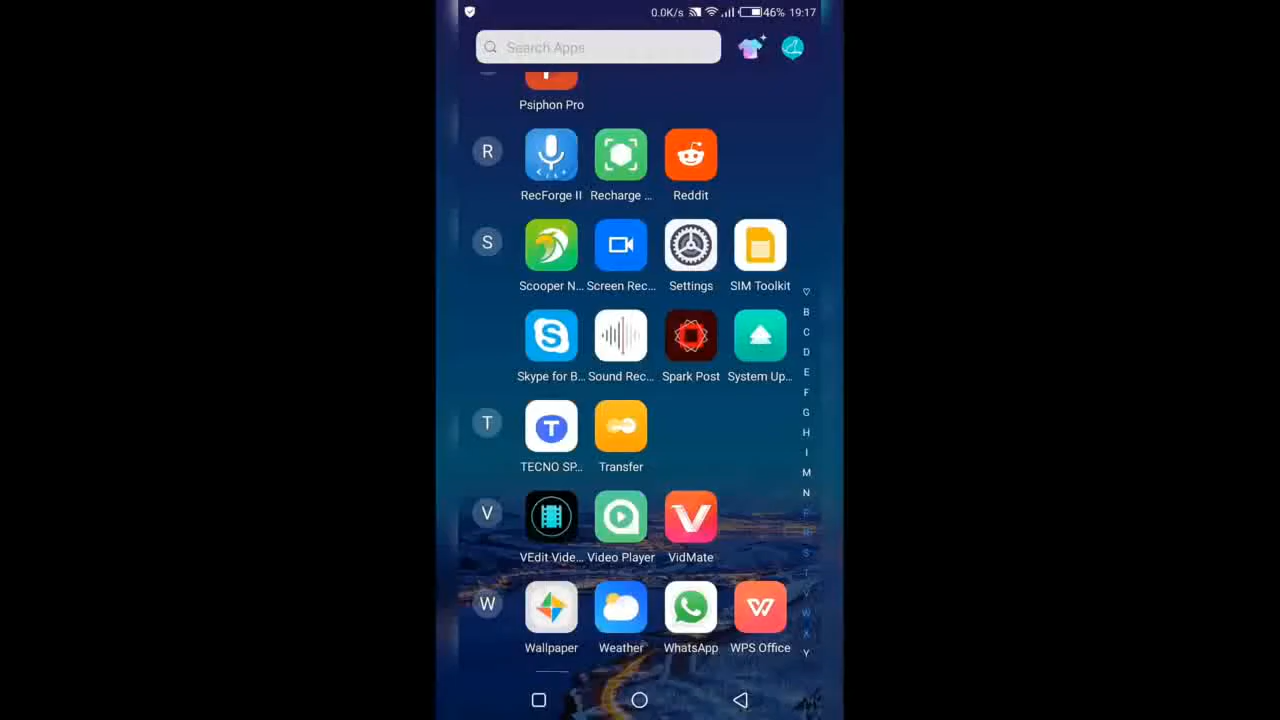 0.0K/s 46% 19:17
Search Apps
Psiphon Pro
R
RecForge II Recharge ... Reddit
S
Scooper N... Screen Rec... Settings SIM Toolkit
♡
B
C
D
E
F
G
H
I
M
N
P
R
S
T
V
W
X
Y
Skype for B... Sound Rec... Spark Post System Up...
T
TECNO SP... Transfer
V
VEdit Vide... Video Player VidMate
W
Wallpaper Weather WhatsApp WPS Office